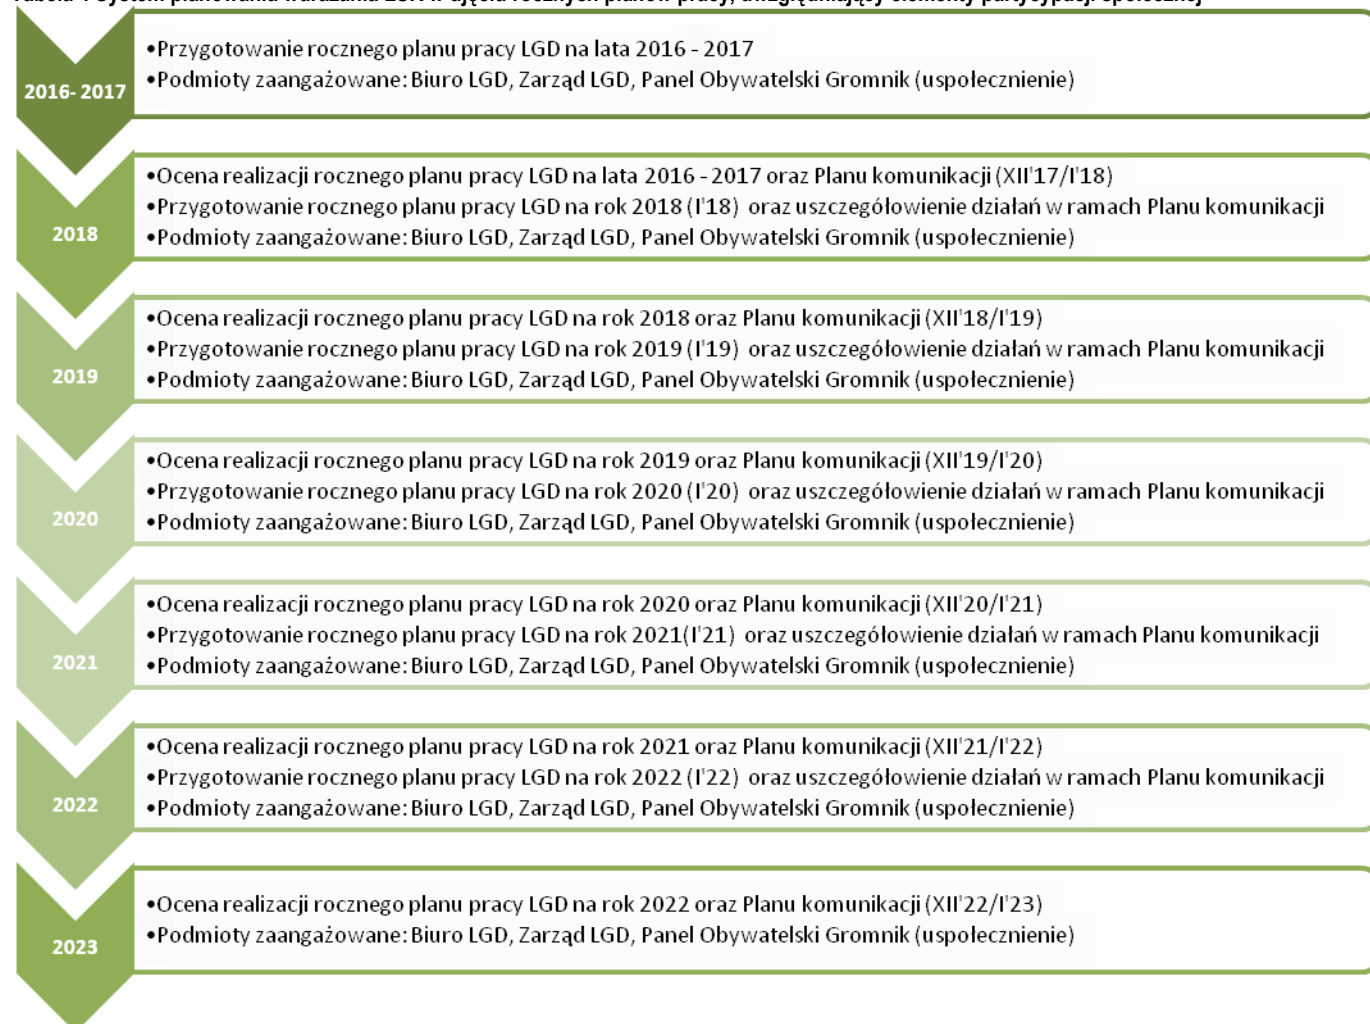 2016- 2017
•Przygotowanie rocznego planu pracy LGD na lata 2016 - 2017
•Podmioty zaangażowane: Biuro LGD, Zarząd LGD, Panel Obywatelski Gromnik (uspołecznienie)
2018
•Ocena realizacji rocznego planu pracy LGD na lata 2016 - 2017 oraz Planu komunikacji (XII'17/I'18)
•Przygotowanie rocznego planu pracy LGD na rok 2018 (I'18) oraz uszczegółowienie działań w ramach Planu komunikacji
•Podmioty zaangażowane: Biuro LGD, Zarząd LGD, Panel Obywatelski Gromnik (uspołecznienie)
2019
•Ocena realizacji rocznego planu pracy LGD na rok 2018 oraz Planu komunikacji (XII'18/I'19)
•Przygotowanie rocznego planu pracy LGD na rok 2019 (I'19) oraz uszczegółowienie działań w ramach Planu komunikacji
•Podmioty zaangażowane: Biuro LGD, Zarząd LGD, Panel Obywatelski Gromnik (uspołecznienie)
2020
•Ocena realizacji rocznego planu pracy LGD na rok 2019 oraz Planu komunikacji (XII'19/I'20)
•Przygotowanie rocznego planu pracy LGD na rok 2020 (I'20) oraz uszczegółowienie działań w ramach Planu komunikacji
•Podmioty zaangażowane: Biuro LGD, Zarząd LGD, Panel Obywatelski Gromnik (uspołecznienie)
2021
•Ocena realizacji rocznego planu pracy LGD na rok 2020 oraz Planu komunikacji (XII'20/I'21)
•Przygotowanie rocznego planu pracy LGD na rok 2021(I'21) oraz uszczegółowienie działań w ramach Planu komunikacji
•Podmioty zaangażowane: Biuro LGD, Zarząd LGD, Panel Obywatelski Gromnik (uspołecznienie)
2022
•Ocena realizacji rocznego planu pracy LGD na rok 2021 oraz Planu komunikacji (XII'21/I'22)
•Przygotowanie rocznego planu pracy LGD na rok 2022 (I'22) oraz uszczegółowienie działań w ramach Planu komunikacji
•Podmioty zaangażowane: Biuro LGD, Zarząd LGD, Panel Obywatelski Gromnik (uspołecznienie)
2023
•Ocena realizacji rocznego planu pracy LGD na rok 2022 oraz Planu komunikacji (XII'22/I'23)
•Podmioty zaangażowane: Biuro LGD, Zarząd LGD, Panel Obywatelski Gromnik (uspołecznienie)